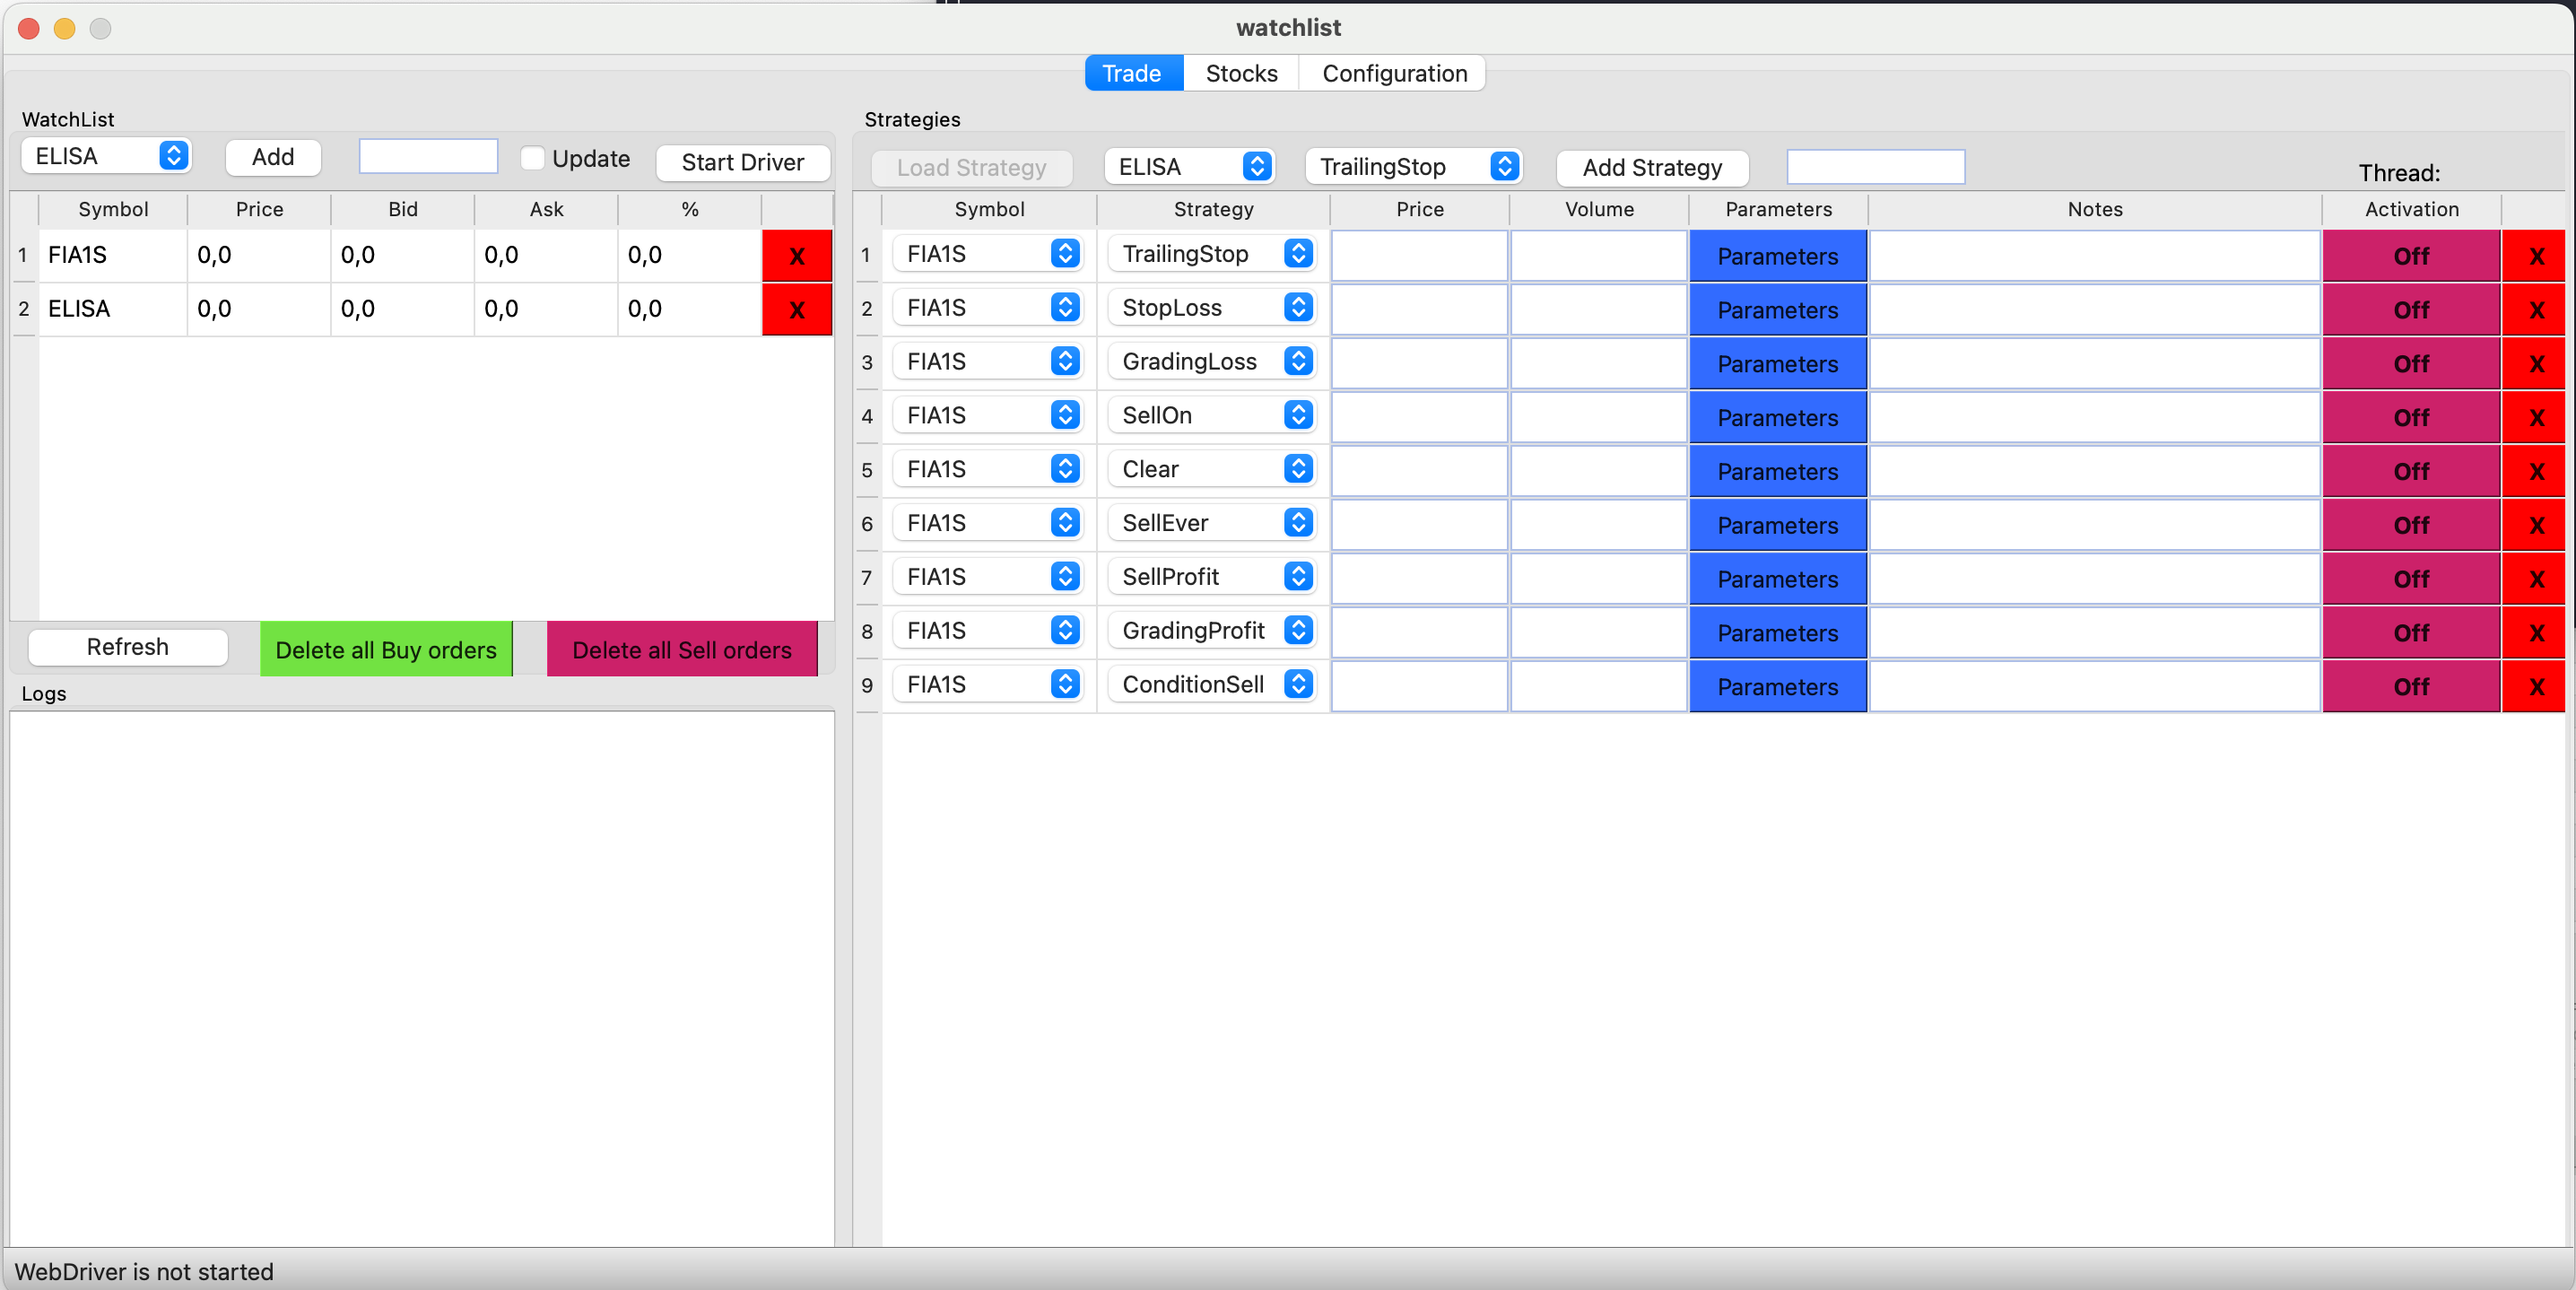 watchlist
Trade Stocks Configuration
WatchList
ELISA Add Update Start Driver
Symbol Price Bid Ask %
1 FIA1S 0,0 0,0 0,0 0,0 X
2 ELISA 0,0 0,0 0,0 0,0 X
Refresh Delete all Buy orders Delete all Sell orders
Logs
Strategies
Load Strategy ELISA TrailingStop Add Strategy Thread:
Symbol Strategy Price Volume Parameters Notes Activation
1 FIA1S TrailingStop Parameters Off X
2 FIA1S StopLoss Parameters Off X
3 FIA1S GradingLoss Parameters Off X
4 FIA1S SellOn Parameters Off X
5 FIA1S Clear Parameters Off X
6 FIA1S SellEver Parameters Off X
7 FIA1S SellProfit Parameters Off X
8 FIA1S GradingProfit Parameters Off X
9 FIA1S ConditionSell Parameters Off X
WebDriver is not started